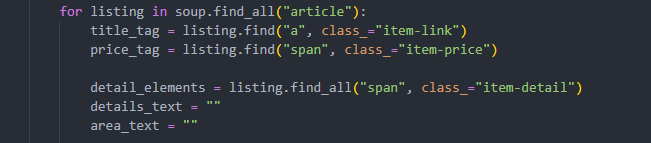 for listing in soup.find_all("article"):
    title_tag = listing.find("a", class_="item-link")
    price_tag = listing.find("span", class_="item-price")

    detail_elements = listing.find_all("span", class_="item-detail")
    details_text = ""
    area_text = ""